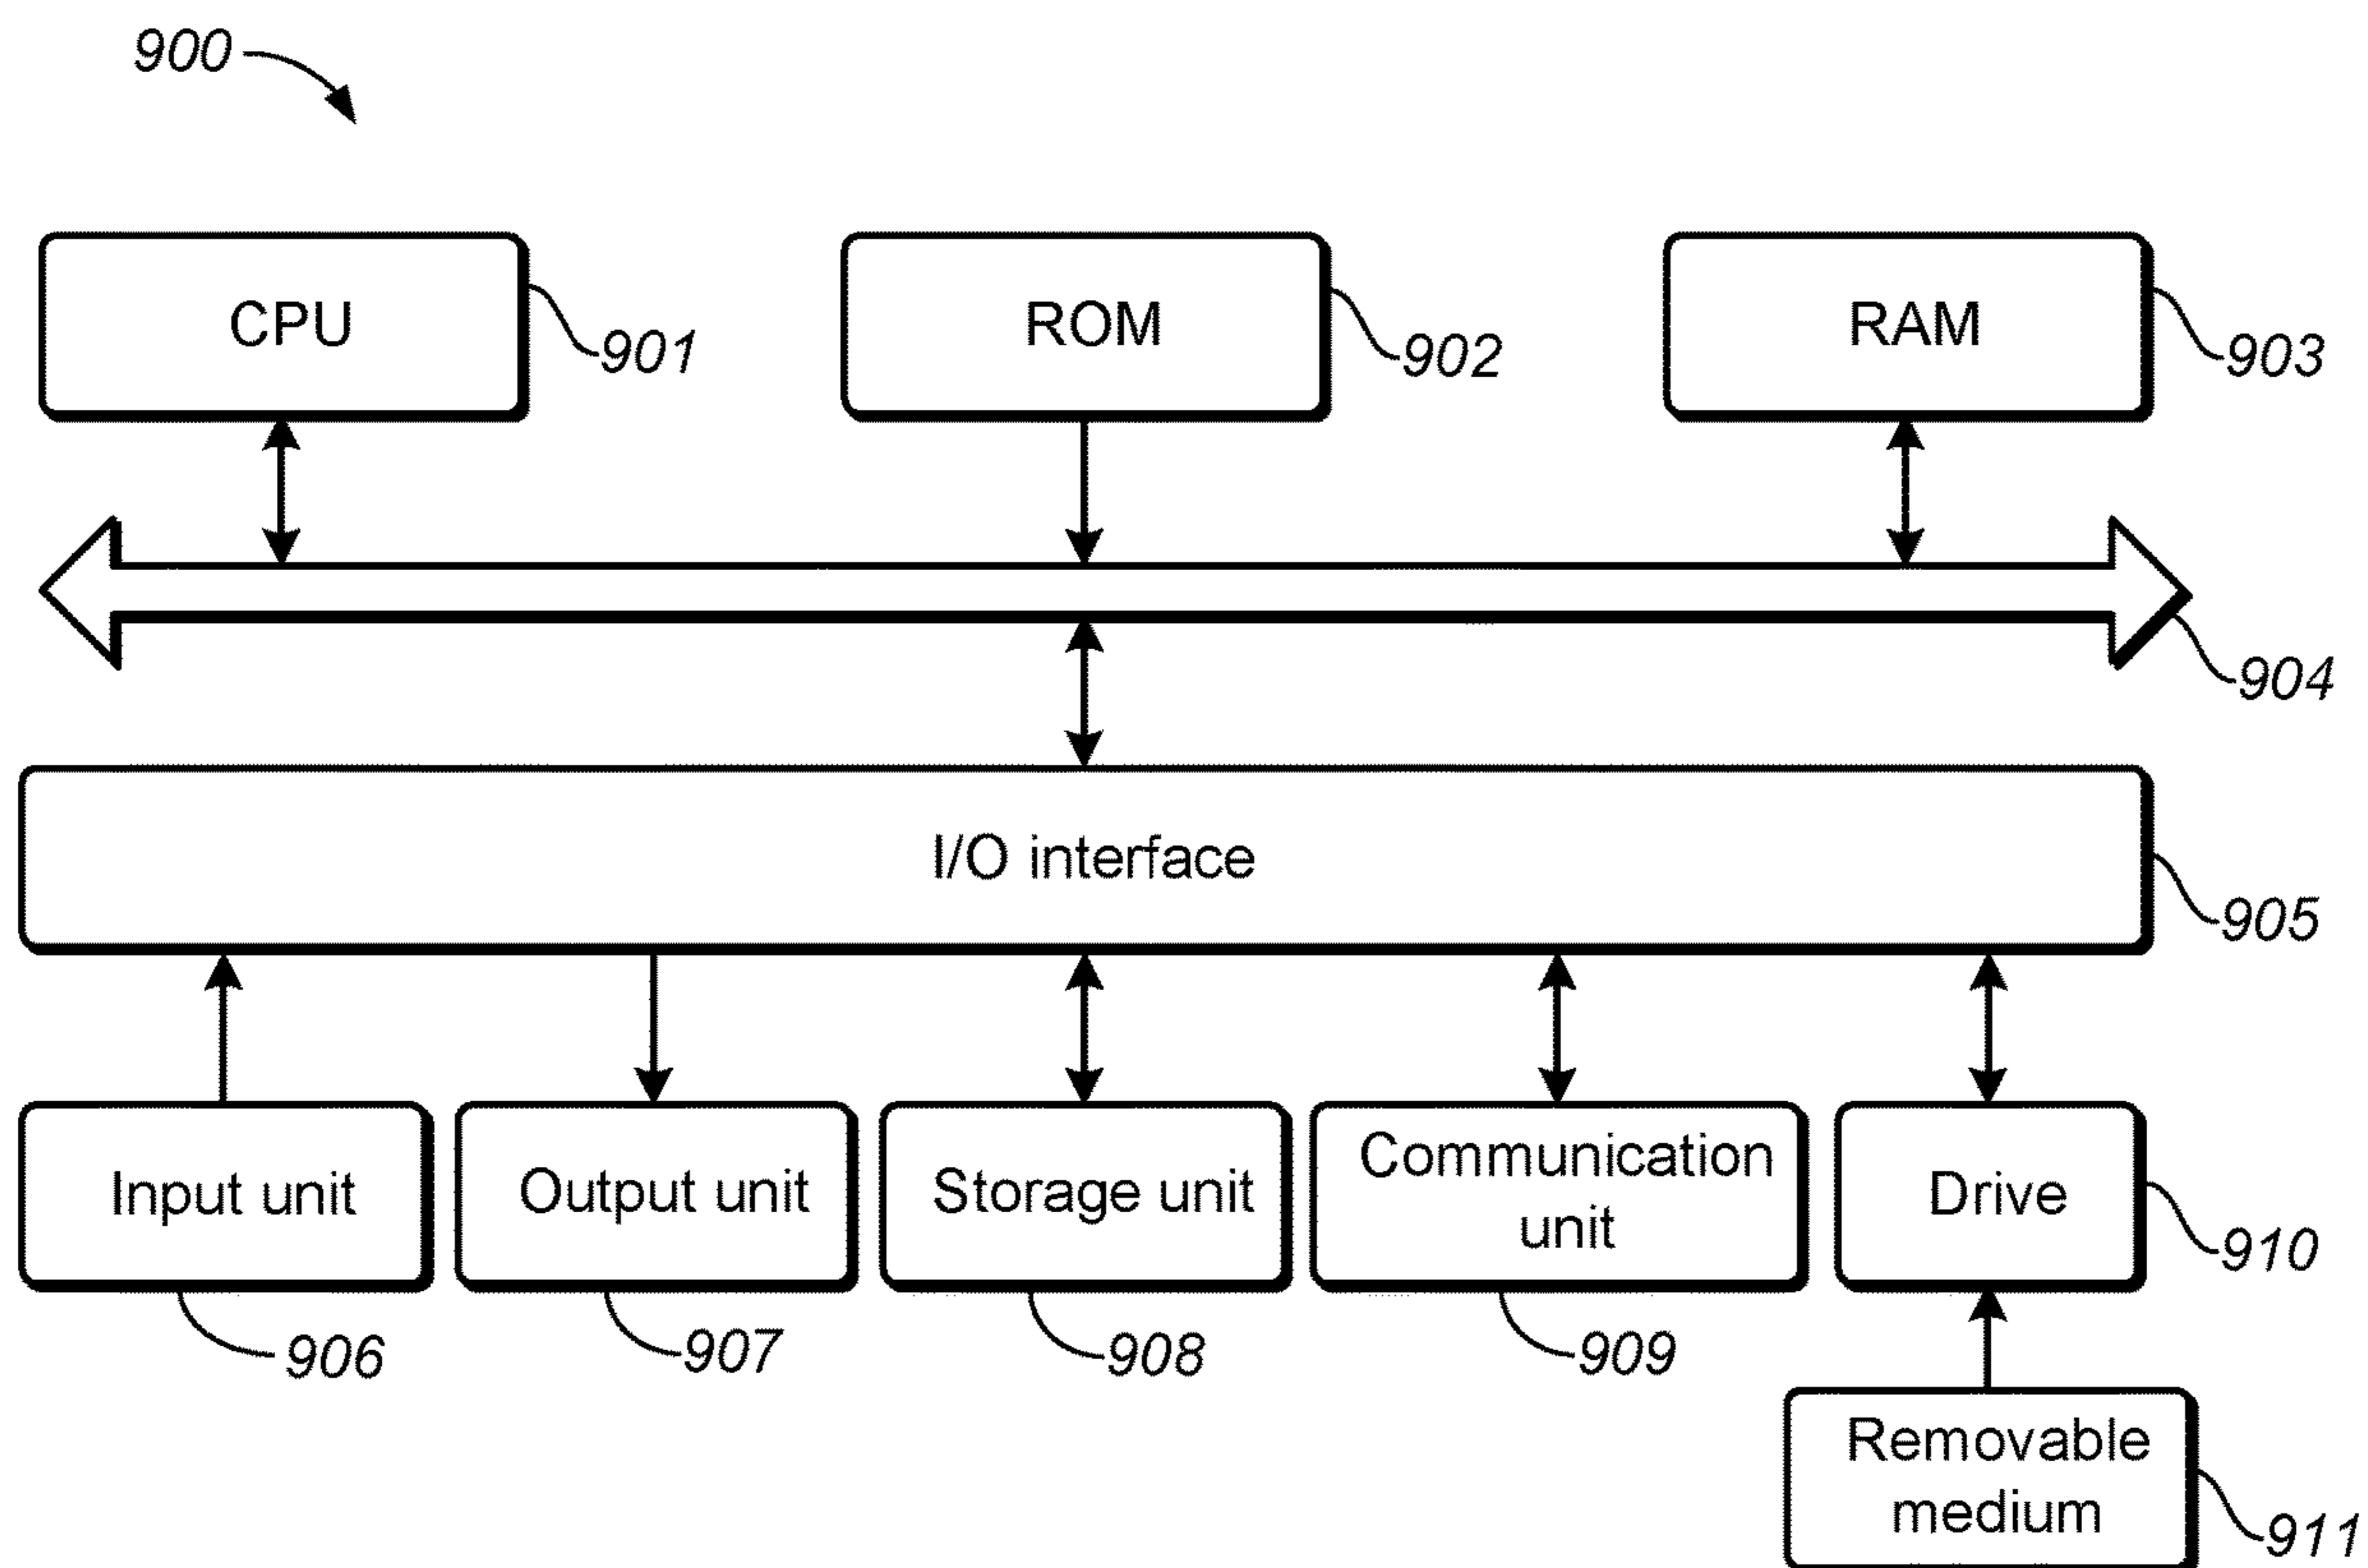 900
CPU
901
ROM
902
RAM
903
904
I/O interface
905
Input unit
906
Output unit
907
Storage unit
908
Communication
unit
909
Drive
910
Removable
medium
911